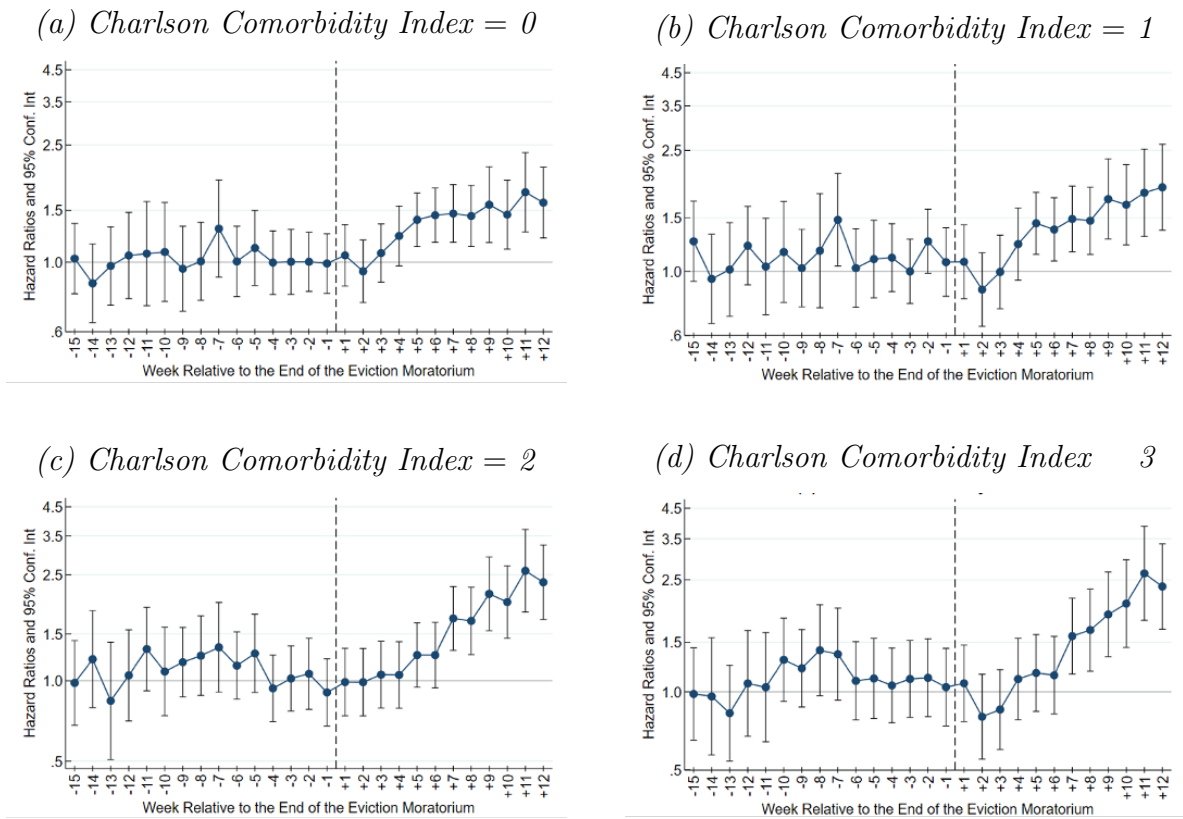 (a) Charlson Comorbidity Index = 0
Hazard Ratios and 95% Conf. Int
4.5
3.5
2.5
1.5
1.0
.6
-15 -14 -13 -12 -11 -10 -9 -8 -7 -6 -5 -4 -3 -2 -1 +1 +2 +3 +4 +5 +6 +7 +8 +9 +10 +11 +12
Week Relative to the End of the Eviction Moratorium
(b) Charlson Comorbidity Index = 1
Hazard Ratios and 95% Conf. Int
4.5
3.5
2.5
1.5
1.0
.6
-15 -14 -13 -12 -11 -10 -9 -8 -7 -6 -5 -4 -3 -2 -1 +1 +2 +3 +4 +5 +6 +7 +8 +9 +10 +11 +12
Week Relative to the End of the Eviction Moratorium
(c) Charlson Comorbidity Index = 2
Hazard Ratios and 95% Conf. Int
4.5
3.5
2.5
1.5
1.0
.5
-15 -14 -13 -12 -11 -10 -9 -8 -7 -6 -5 -4 -3 -2 -1 +1 +2 +3 +4 +5 +6 +7 +8 +9 +10 +11 +12
Week Relative to the End of the Eviction Moratorium
(d) Charlson Comorbidity Index 3
Hazard Ratios and 95% Conf. Int
4.5
3.5
2.5
1.5
1.0
.5
-15 -14 -13 -12 -11 -10 -9 -8 -7 -6 -5 -4 -3 -2 -1 +1 +2 +3 +4 +5 +6 +7 +8 +9 +10 +11 +12
Week Relative to the End of the Eviction Moratorium